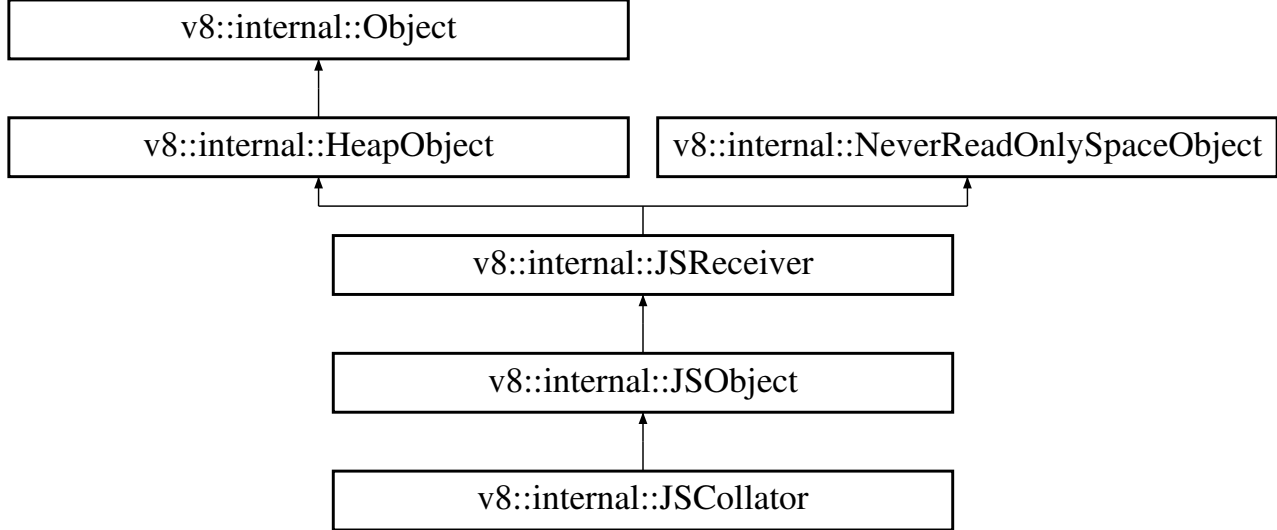 v8::internal::Object
v8::internal::HeapObject
v8::internal::NeverReadOnlySpaceObject
v8::internal::JSReceiver
v8::internal::JSObject
v8::internal::JSCollator